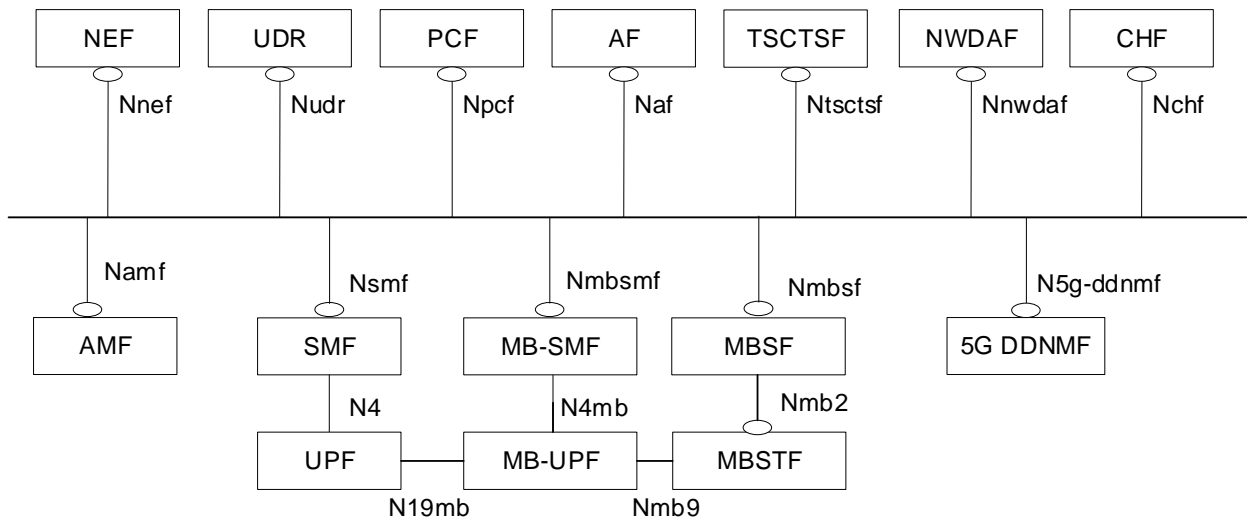 NEF UDR PCF AF TSCTSF NWDAF CHF
Nnef Nudr Npcf Naf Ntsctsf Nnwdaf Nchf
Namf Nsmf Nmbsmf Nmbsf N5g-ddnmf
AMF SMF MB-SMF MBSF 5G DDNMF
N4 N4mb Nmb2
UPF MB-UPF MBSTF
N19mb Nmb9